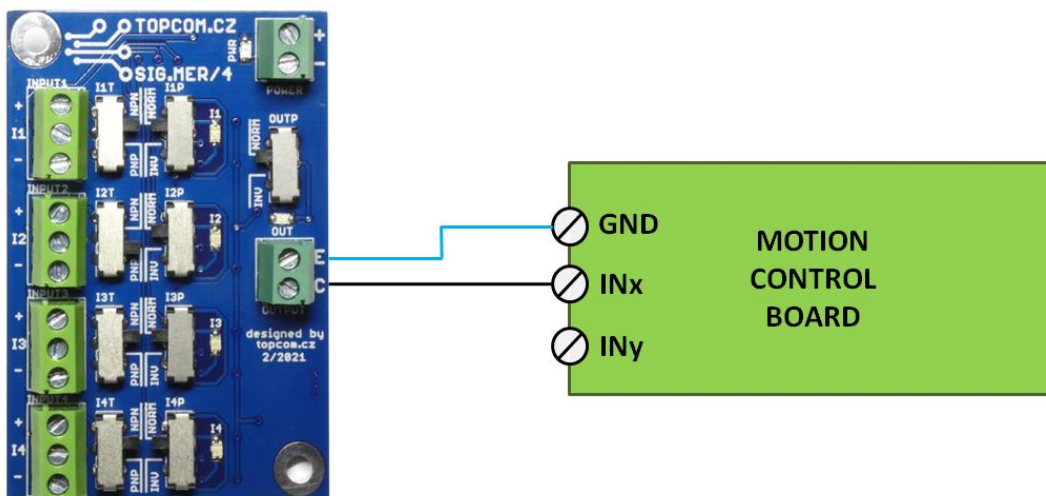 TOPCOM.CZ
SIG.MER/4
PWR
+
-
POWER
INPUT1
I1T
I1P
+
I1
-
NPN
PNP
NORM
INV
I1
OUTP
NORM
INV
INPUT2
I2T
I2P
+
I2
-
NPN
PNP
NORM
INV
I2
OUT
E
C
OUTPUT
INPUT3
I3T
I3P
+
I3
-
NPN
PNP
NORM
INV
I3
designed by
topcom.cz
2/2021
INPUT4
I4T
I4P
+
I4
-
NPN
PNP
NORM
INV
I4
GND
INx
INy
MOTION
CONTROL
BOARD